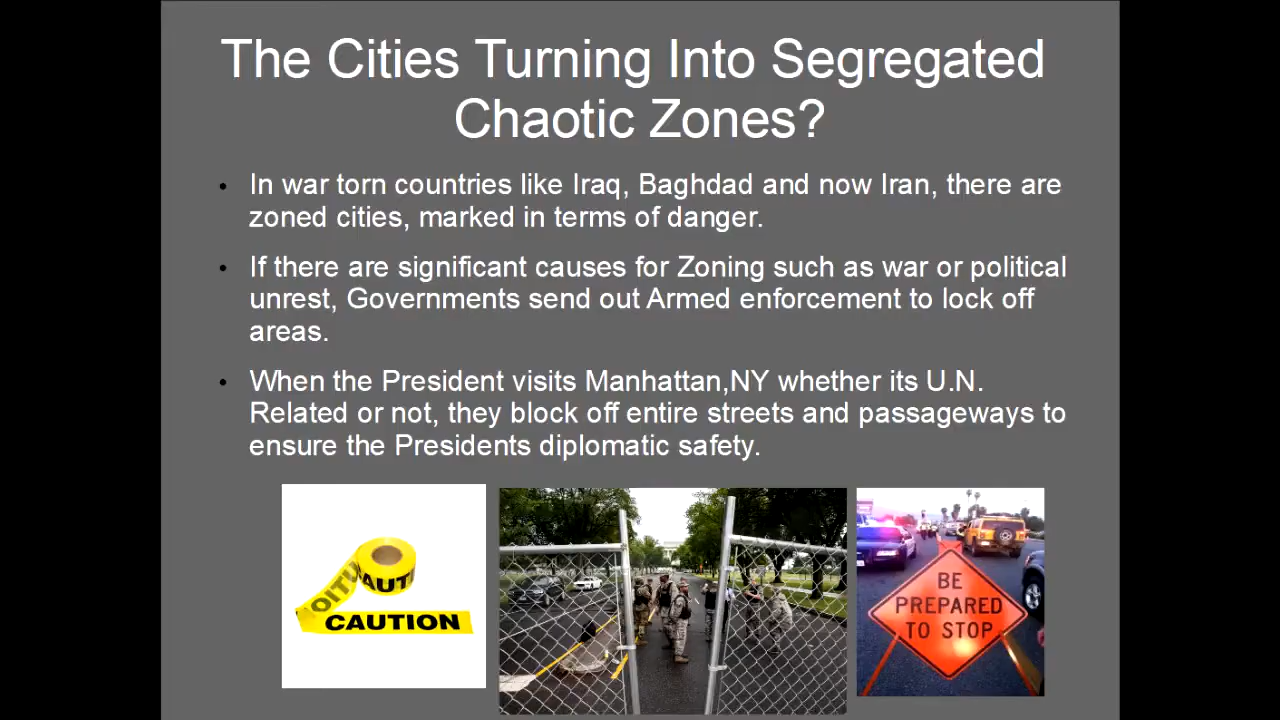 The Cities Turning Into Segregated
Chaotic Zones?
• In war torn countries like Iraq, Baghdad and now Iran, there are
zoned cities, marked in terms of danger.
• If there are significant causes for Zoning such as war or political
unrest, Governments send out Armed enforcement to lock off
areas.
• When the President visits Manhattan,NY whether its U.N.
Related or not, they block off entire streets and passageways to
ensure the Presidents diplomatic safety.
CAUTION
BE
PREPARED
TO STOP